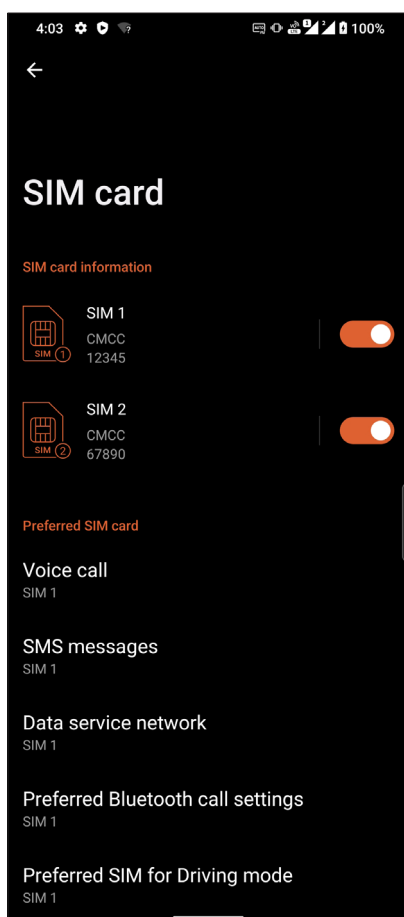 4:03 100%
SIM card
SIM card information
SIM 1
CMCC
12345
SIM 1
SIM 2
CMCC
67890
SIM 2
Preferred SIM card
Voice call
SIM 1
SMS messages
SIM 1
Data service network
SIM 1
Preferred Bluetooth call settings
SIM 1
Preferred SIM for Driving mode
SIM 1